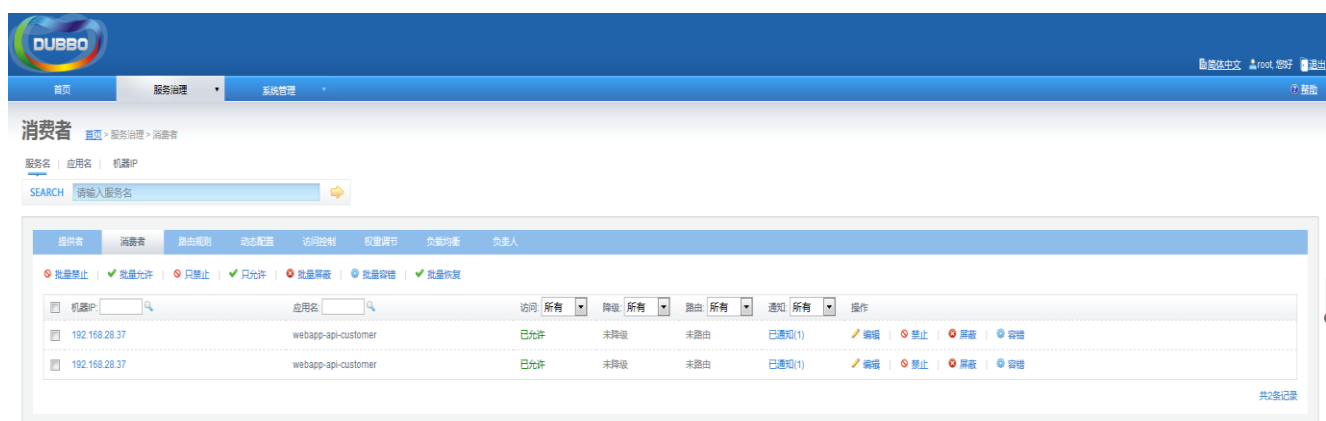 DUBBO
简体中文 root, 您好 退出
首页 服务治理 系统管理 帮助
消费者 首页 > 服务治理 > 消费者
服务名 | 应用名 | 机器IP
SEARCH 请输入服务名
提供者 消费者 路由规则 动态配置 访问控制 权重调节 负载均衡 负责人
批量禁止 | 批量允许 | 只禁止 | 只允许 | 批量屏蔽 | 批量容错 | 批量恢复
机器IP: 应用名: 访问: 所有 降级: 所有 路由: 所有 通知: 所有 操作
192.168.28.37 webapp-api-customer 已允许 未降级 未路由 已通知(1) 编辑 | 禁止 | 屏蔽 | 容错
192.168.28.37 webapp-api-customer 已允许 未降级 未路由 已通知(1) 编辑 | 禁止 | 屏蔽 | 容错
共2条记录